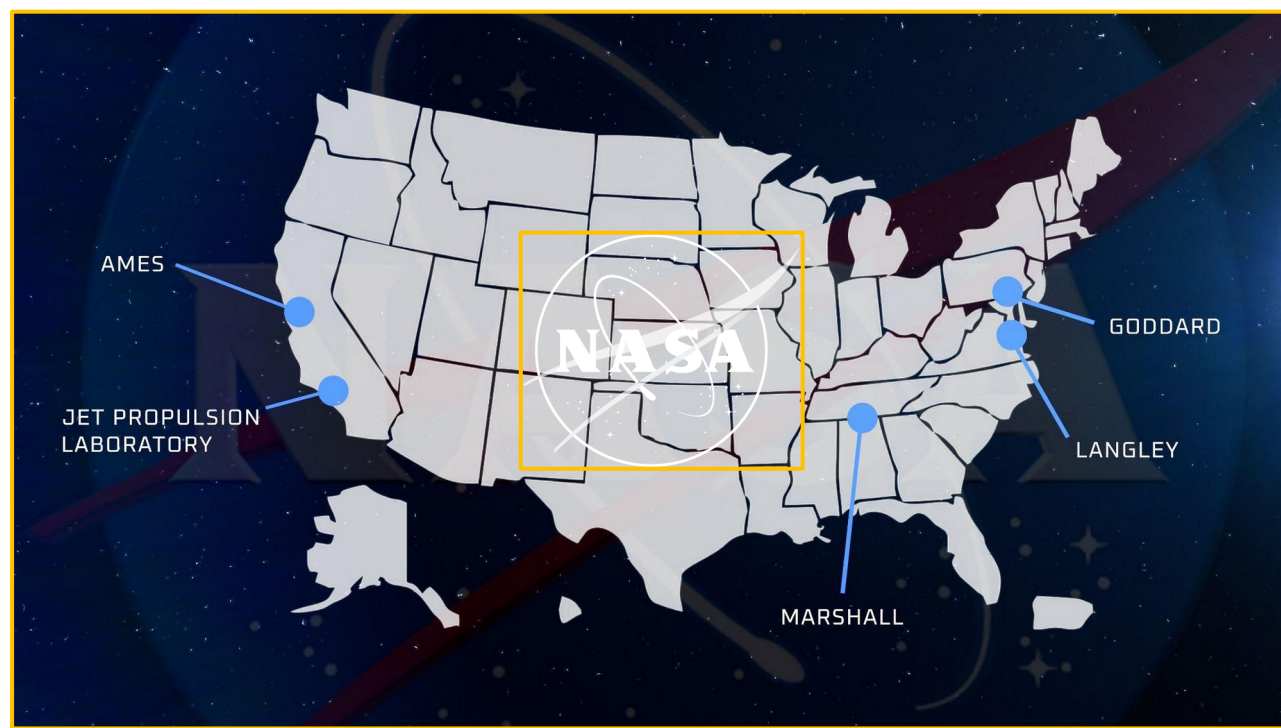 AMES
GODDARD
NASA
JET PROPULSION
LABORATORY
LANGLEY
MARSHALL